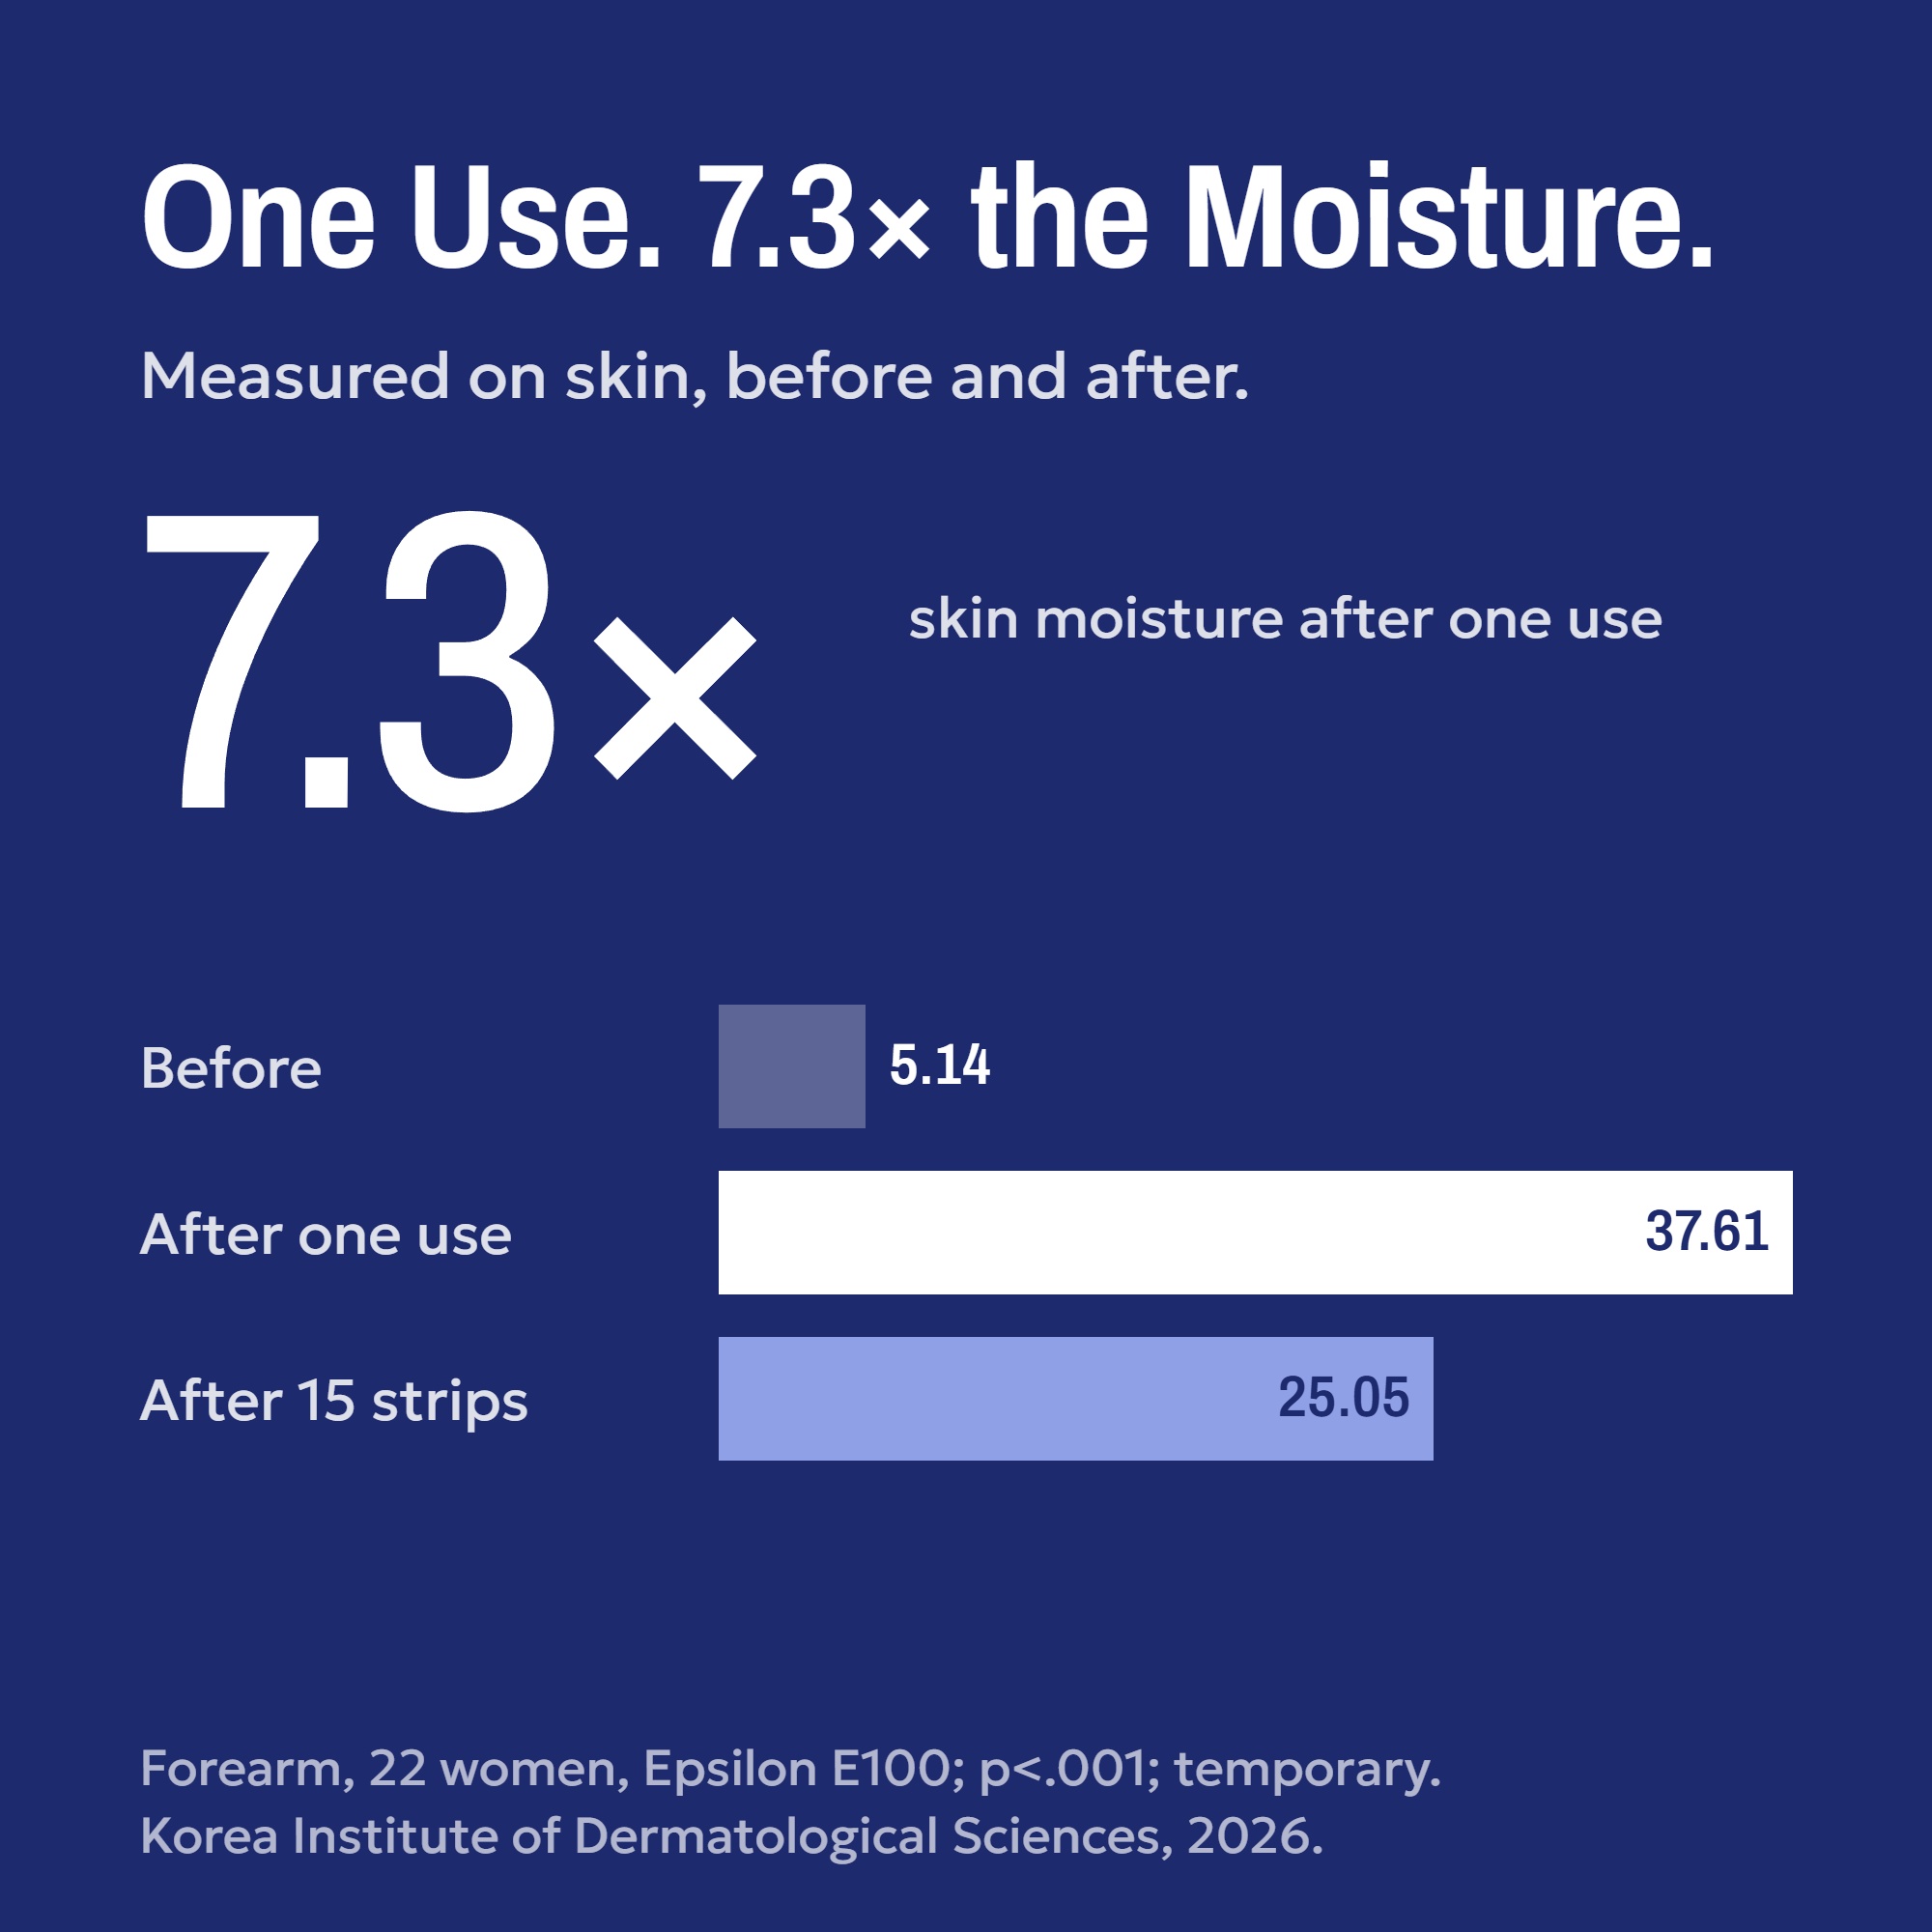 One Use. 7.3× the Moisture.
Measured on skin, before and after.
7.3×
skin moisture after one use
Before
5.14
After one use
37.61
After 15 strips
25.05
Forearm, 22 women, Epsilon E100; p<.001; temporary.
Korea Institute of Dermatological Sciences, 2026.